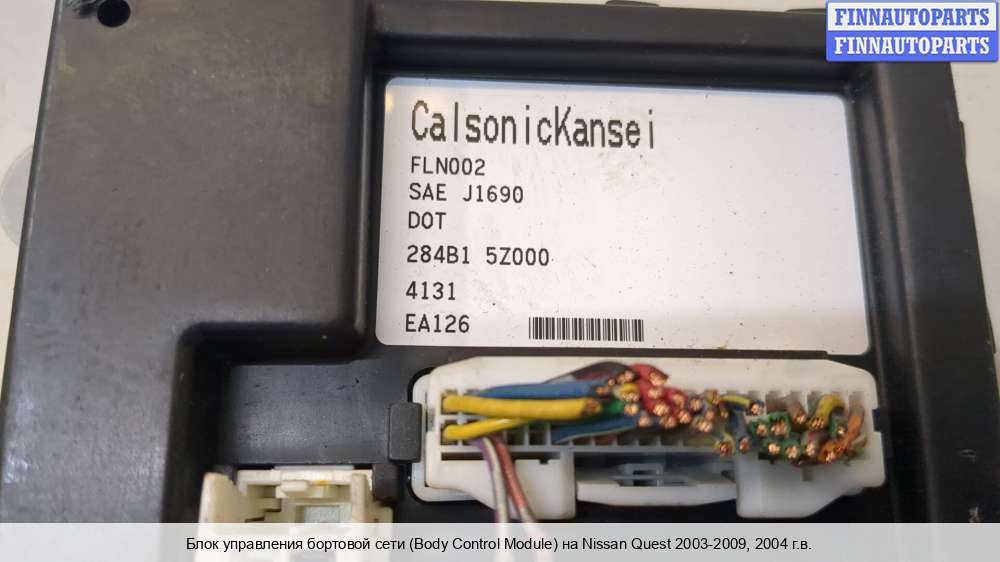 FINNAUTOPARTS
FINNAUTOPARTS
CalsonicKansei
FLN002
SAE J1690
DOT
284B1 5Z000
4131
EA126
Блок управления бортовой сети (Body Control Module) на Nissan Quest 2003-2009, 2004 г.в.